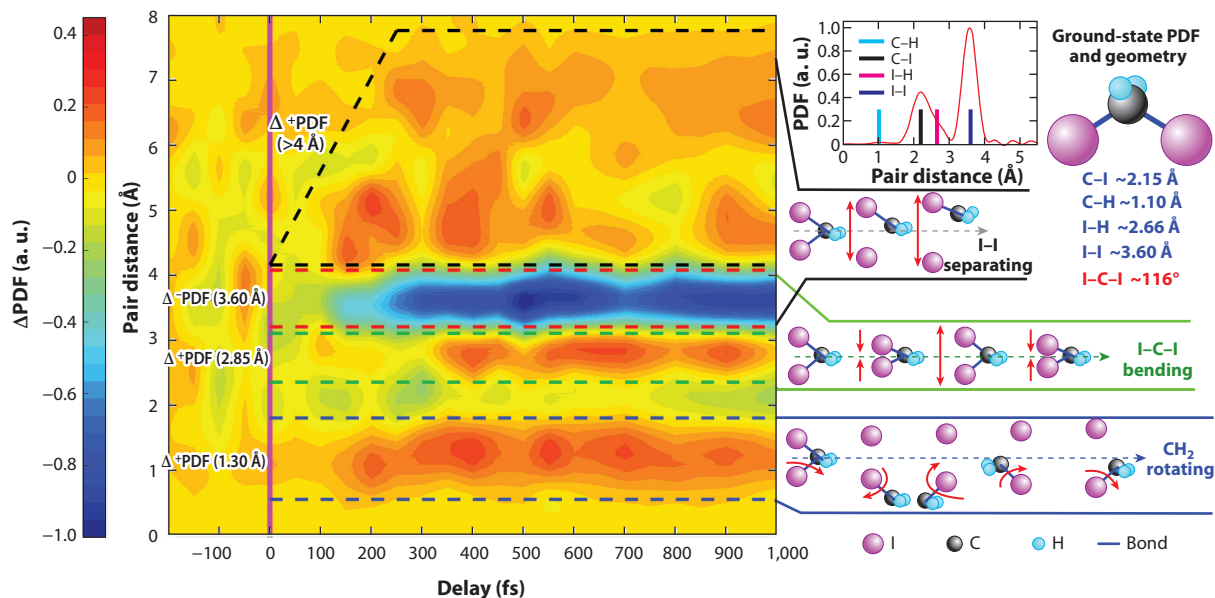 0.4
0.2
0
−0.2
−0.4
−0.6
−0.8
−1.0
ΔPDF (a. u.)
8
7
6
5
4
3
2
1
0
Pair distance (Å)
Δ⁺PDF
(>4 Å)
Δ⁻PDF (3.60 Å)
Δ⁺PDF (2.85 Å)
Δ⁺PDF (1.30 Å)
−100
0
100
200
300
400
500
600
700
800
900
1,000
Delay (fs)
PDF (a. u.)
1.0
0.8
0.6
0.4
0.2
0
C–H
C–I
I–H
I–I
0
1
2
3
4
5
Pair distance (Å)
Ground-state PDF
and geometry
C–I ~2.15 Å
C–H ~1.10 Å
I–H ~2.66 Å
I–I ~3.60 Å
I–C–I ~116°
I–I
separating
I–C–I
bending
CH₂
rotating
I
C
H
Bond